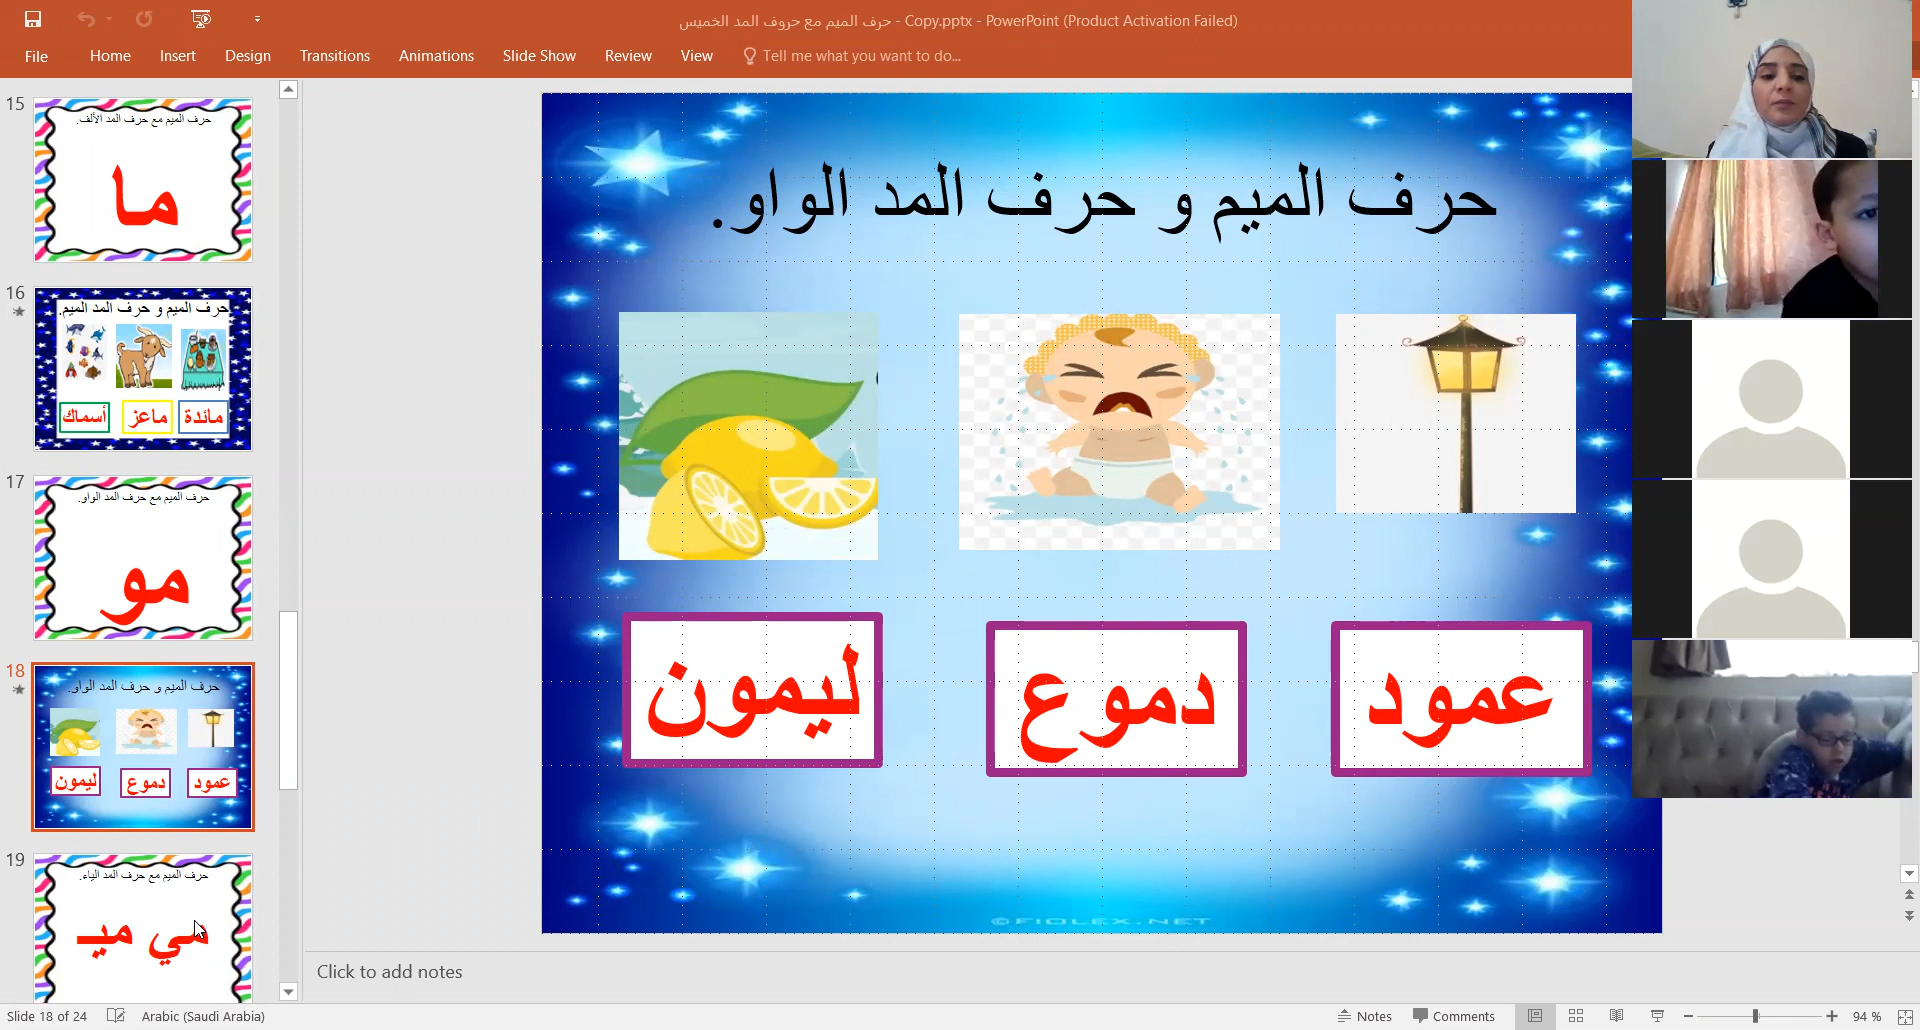 حرف الميم مع حروف المد الخميس - Copy.pptx - PowerPoint (Product Activation Failed)
File Home Insert Design Transitions Animations Slide Show Review View Tell me what you want to do...
15
حرف الميم مع حرف المد الألف.
ما
16
حرف الميم و حرف المد الميم.
مائدة ماعز أسماك
17
حرف الميم مع حرف المد الواو.
مو
18
حرف الميم و حرف المد الواو.
عمود دموع ليمون
19
حرف الميم مع حرف المد الياء.
مي ميـ
حرف الميم و حرف المد الواو.
عمود دموع ليمون
©FIOLEX.NET
Click to add notes
Slide 18 of 24 Arabic (Saudi Arabia) Notes Comments 94 %